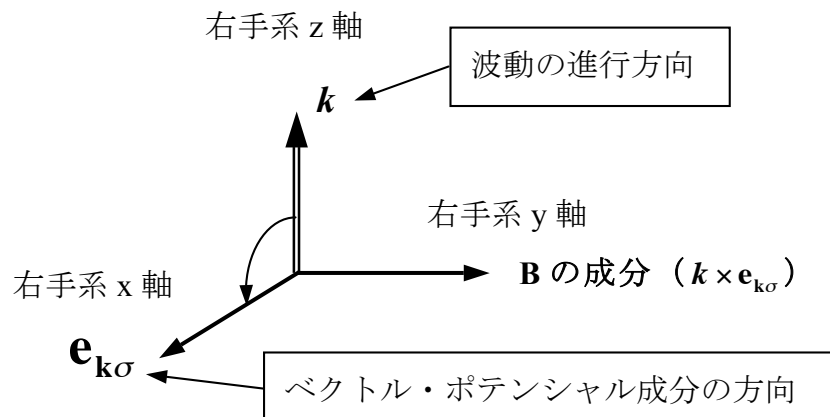 右手系 z 軸
波動の進行方向
k
右手系 y 軸
B の成分（k × e_kσ）
右手系 x 軸
e_kσ
ベクトル・ポテンシャル成分の方向